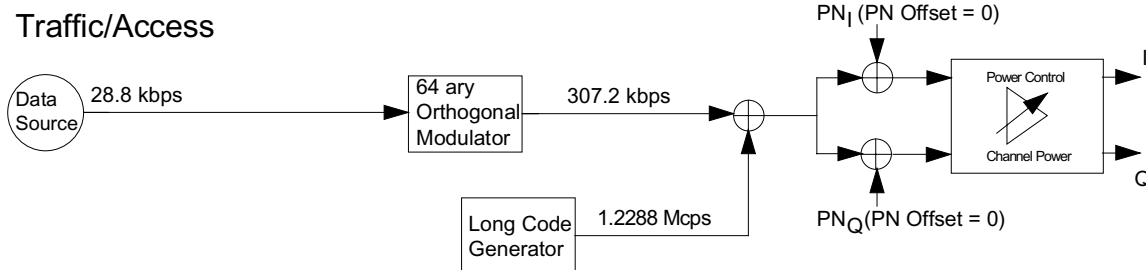 Traffic/Access
PNI (PN Offset = 0)
Data
Source
28.8 kbps
64 ary
Orthogonal
Modulator
307.2 kbps
Power Control
Channel Power
I
Q
Long Code
Generator
1.2288 Mcps
PNQ(PN Offset = 0)